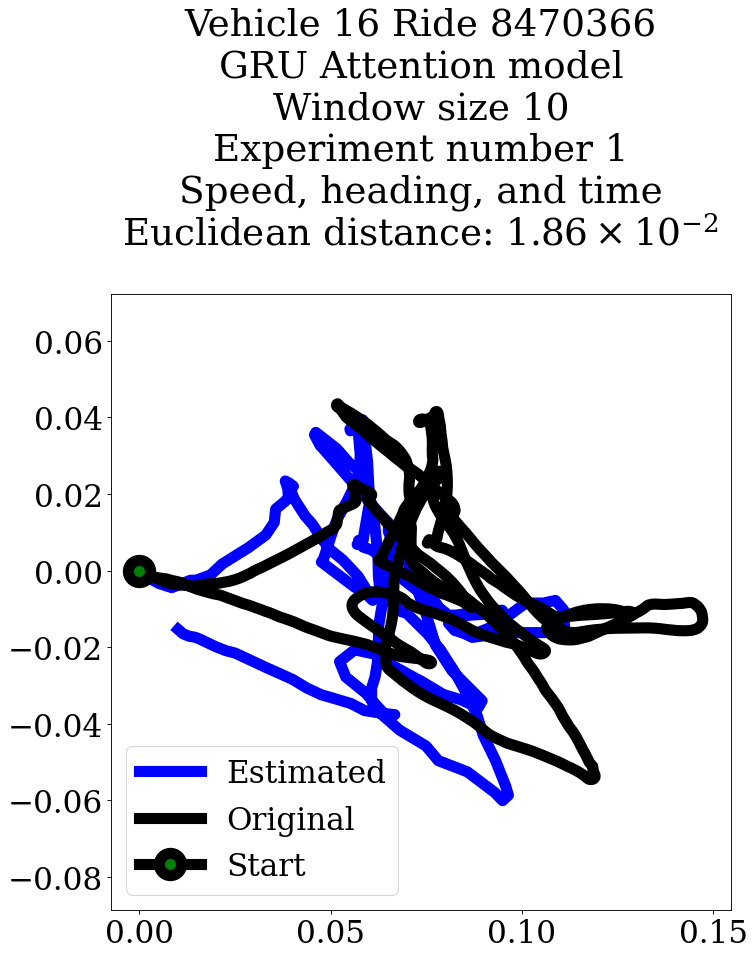 Vehicle 16 Ride 8470366
GRU Attention model
Window size 10
Experiment number 1
Speed, heading, and time
Euclidean distance: 1.86 × 10⁻²
0.06
0.04
0.02
0.00
−0.02
−0.04
−0.06
−0.08
Estimated
Original
Start
0.00 0.05 0.10 0.15